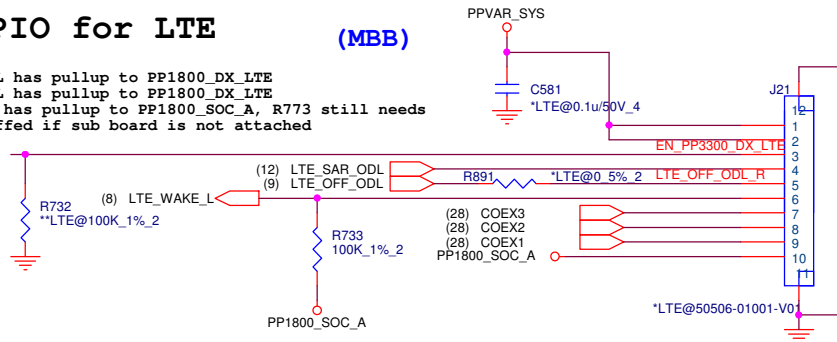 PIO for LTE
(MBB)
L has pullup to PP1800_DX_LTE
L has pullup to PP1800_DX_LTE
has pullup to PP1800_SOC_A, R773 still needs
ffed if sub board is not attached
PPVAR_SYS
C581
*LTE@0.1u/50V_4
J21
12
1
2
EN_PP3300_DX_LTE
3
(12) LTE_SAR_ODL
4
(9) LTE_OFF_ODL
R891
*LTE@0_5%_2
LTE_OFF_ODL_R
5
(8) LTE_WAKE_L
6
R732
**LTE@100K_1%_2
R733
100K_1%_2
(28) COEX3
7
(28) COEX2
8
(28) COEX1
9
PP1800_SOC_A
10
11
*LTE@50506-01001-V01
PP1800_SOC_A